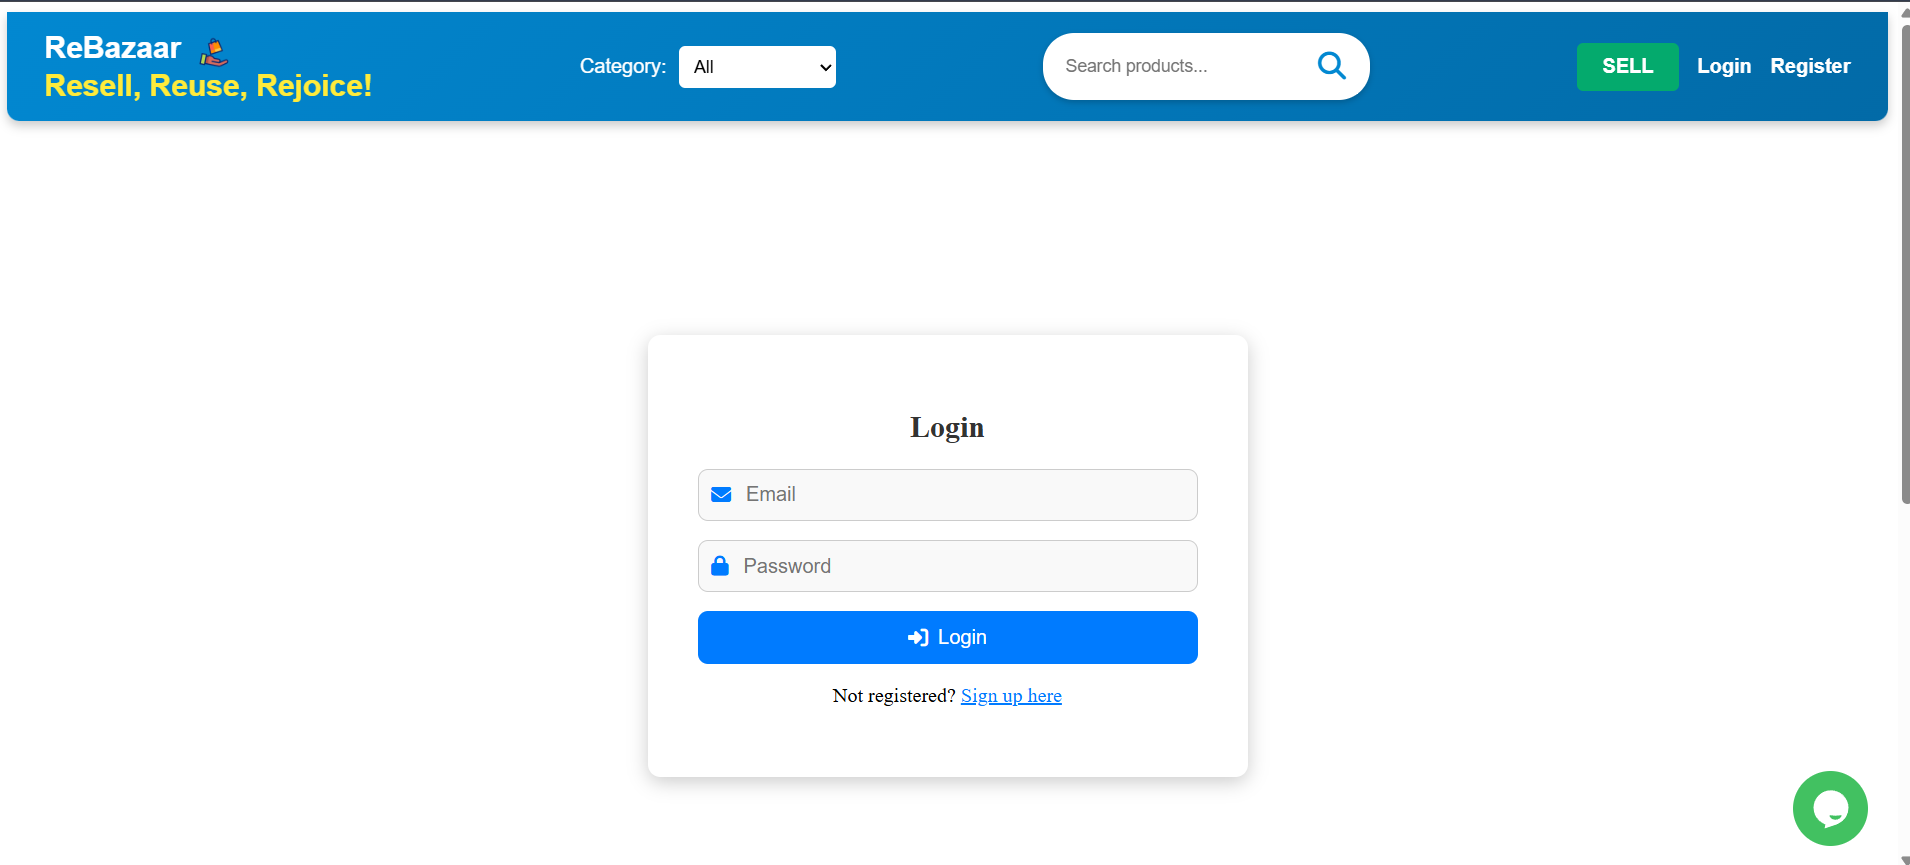 ReBazaar
Resell, Reuse, Rejoice!
Category: All
Search products...
SELL Login Register
Login
Email
Password
Login
Not registered? Sign up here